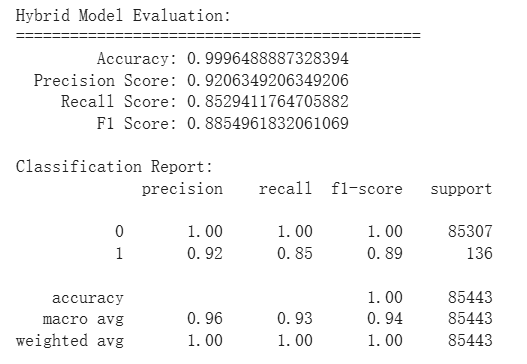 Hybrid Model Evaluation:
=============================================
Accuracy: 0.9996488887328394
Precision Score: 0.9206349206349206
Recall Score: 0.8529411764705882
F1 Score: 0.8854961832061069
Classification Report:
precision recall f1-score support
0 1.00 1.00 1.00 85307
1 0.92 0.85 0.89 136
accuracy 1.00 85443
macro avg 0.96 0.93 0.94 85443
weighted avg 1.00 1.00 1.00 85443